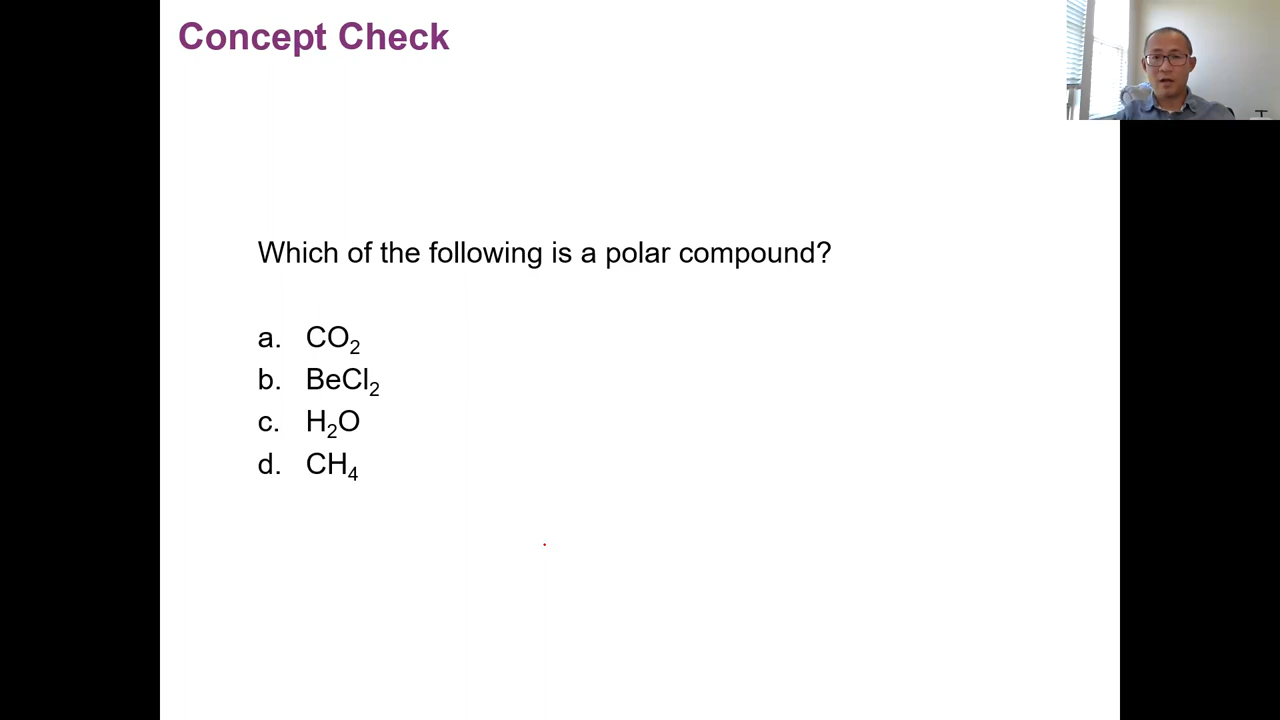 Concept Check
Which of the following is a polar compound?
a. CO₂
b. BeCl₂
c. H₂O
d. CH₄